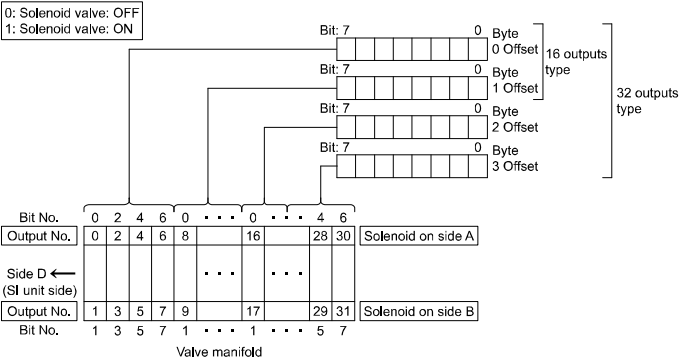 0: Solenoid valve: OFF
1: Solenoid valve: ON
Bit: 7 0 Byte
0 Offset
Bit: 7 0 Byte
1 Offset
16 outputs
type
Bit: 7 0 Byte
2 Offset
Bit: 7 0 Byte
3 Offset
32 outputs
type
Bit No. 0 2 4 6 0 · · · 0 · · · 4 6
Output No. 0 2 4 6 8 16 28 30 Solenoid on side A
Side D ←
(SI unit side)
· · · · · ·
Output No. 1 3 5 7 9 17 29 31 Solenoid on side B
Bit No. 1 3 5 7 1 · · · 1 · · · 5 7
Valve manifold